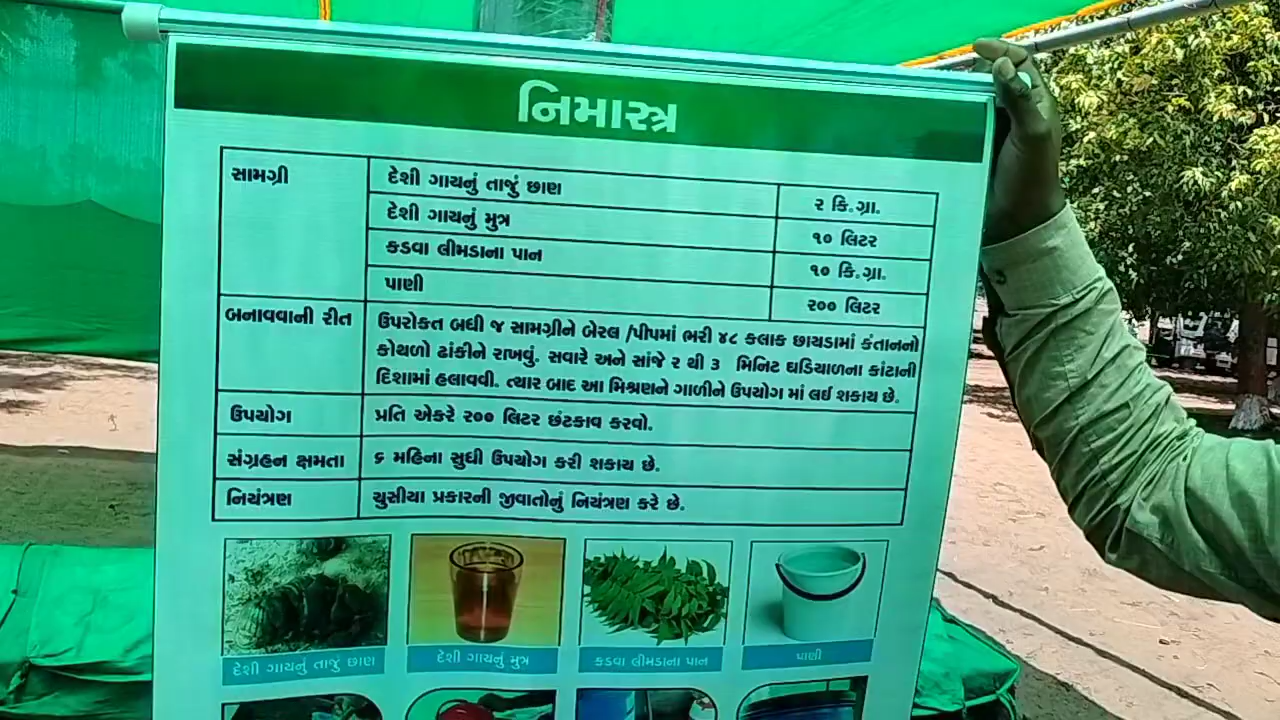 નિમાસ્ત્ર
સામગ્રી
દેશી ગાયનું તાજું છાણ ૨ કિ.ગ્રા.
દેશી ગાયનું મુત્ર ૧૦ લિટર
કડવા લીમડાના પાન ૧૦ કિ.ગ્રા.
પાણી ૨૦૦ લિટર
બનાવવાની રીત
ઉપરોકત બધી જ સામગ્રીને બેરલ /પીપમાં ભરી ૪૮ કલાક છાયડામાં કંતાનનો
કોથળો ઢાંકીને રાખવું. સવારે અને સાંજે ૨ થી ૩ મિનિટ ઘડિયાળના કાંટાની
દિશામાં હલાવવી. ત્યાર બાદ આ મિશ્રણને ગાળીને ઉપયોગ માં લઈ શકાય છે.
ઉપયોગ પ્રતિ એકરે ૨૦૦ લિટર છંટકાવ કરવો.
સંગ્રહન ક્ષમતા ૬ મહિના સુધી ઉપયોગ કરી શકાય છે.
નિયંત્રણ ચુસીયા પ્રકારની જીવાતોનું નિયંત્રણ કરે છે.
દેશી ગાયનું તાજું છાણ
દેશી ગાયનું મુત્ર
કડવા લીમડાના પાન
પાણી